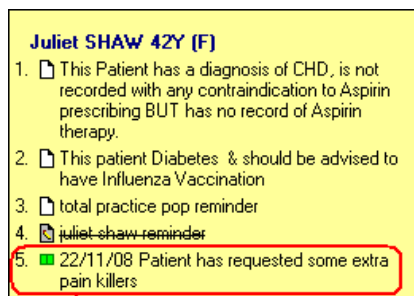 Juliet SHAW 42Y (F)
1. This Patient has a diagnosis of CHD, is not
recorded with any contraindication to Aspirin
prescribing BUT has no record of Aspirin
therapy.
2. This patient Diabetes & should be advised to
have Influenza Vaccination
3. total practice pop reminder
4. juliet shaw reminder
5. 22/11/08 Patient has requested some extra
pain killers